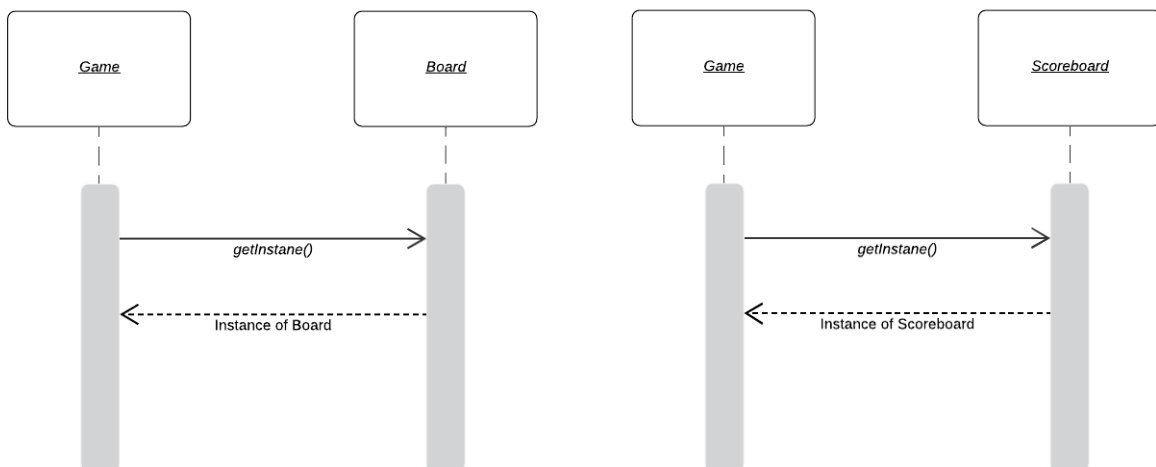 Game
Board
getInstane()
Instance of Board
Game
Scoreboard
getInstane()
Instance of Scoreboard